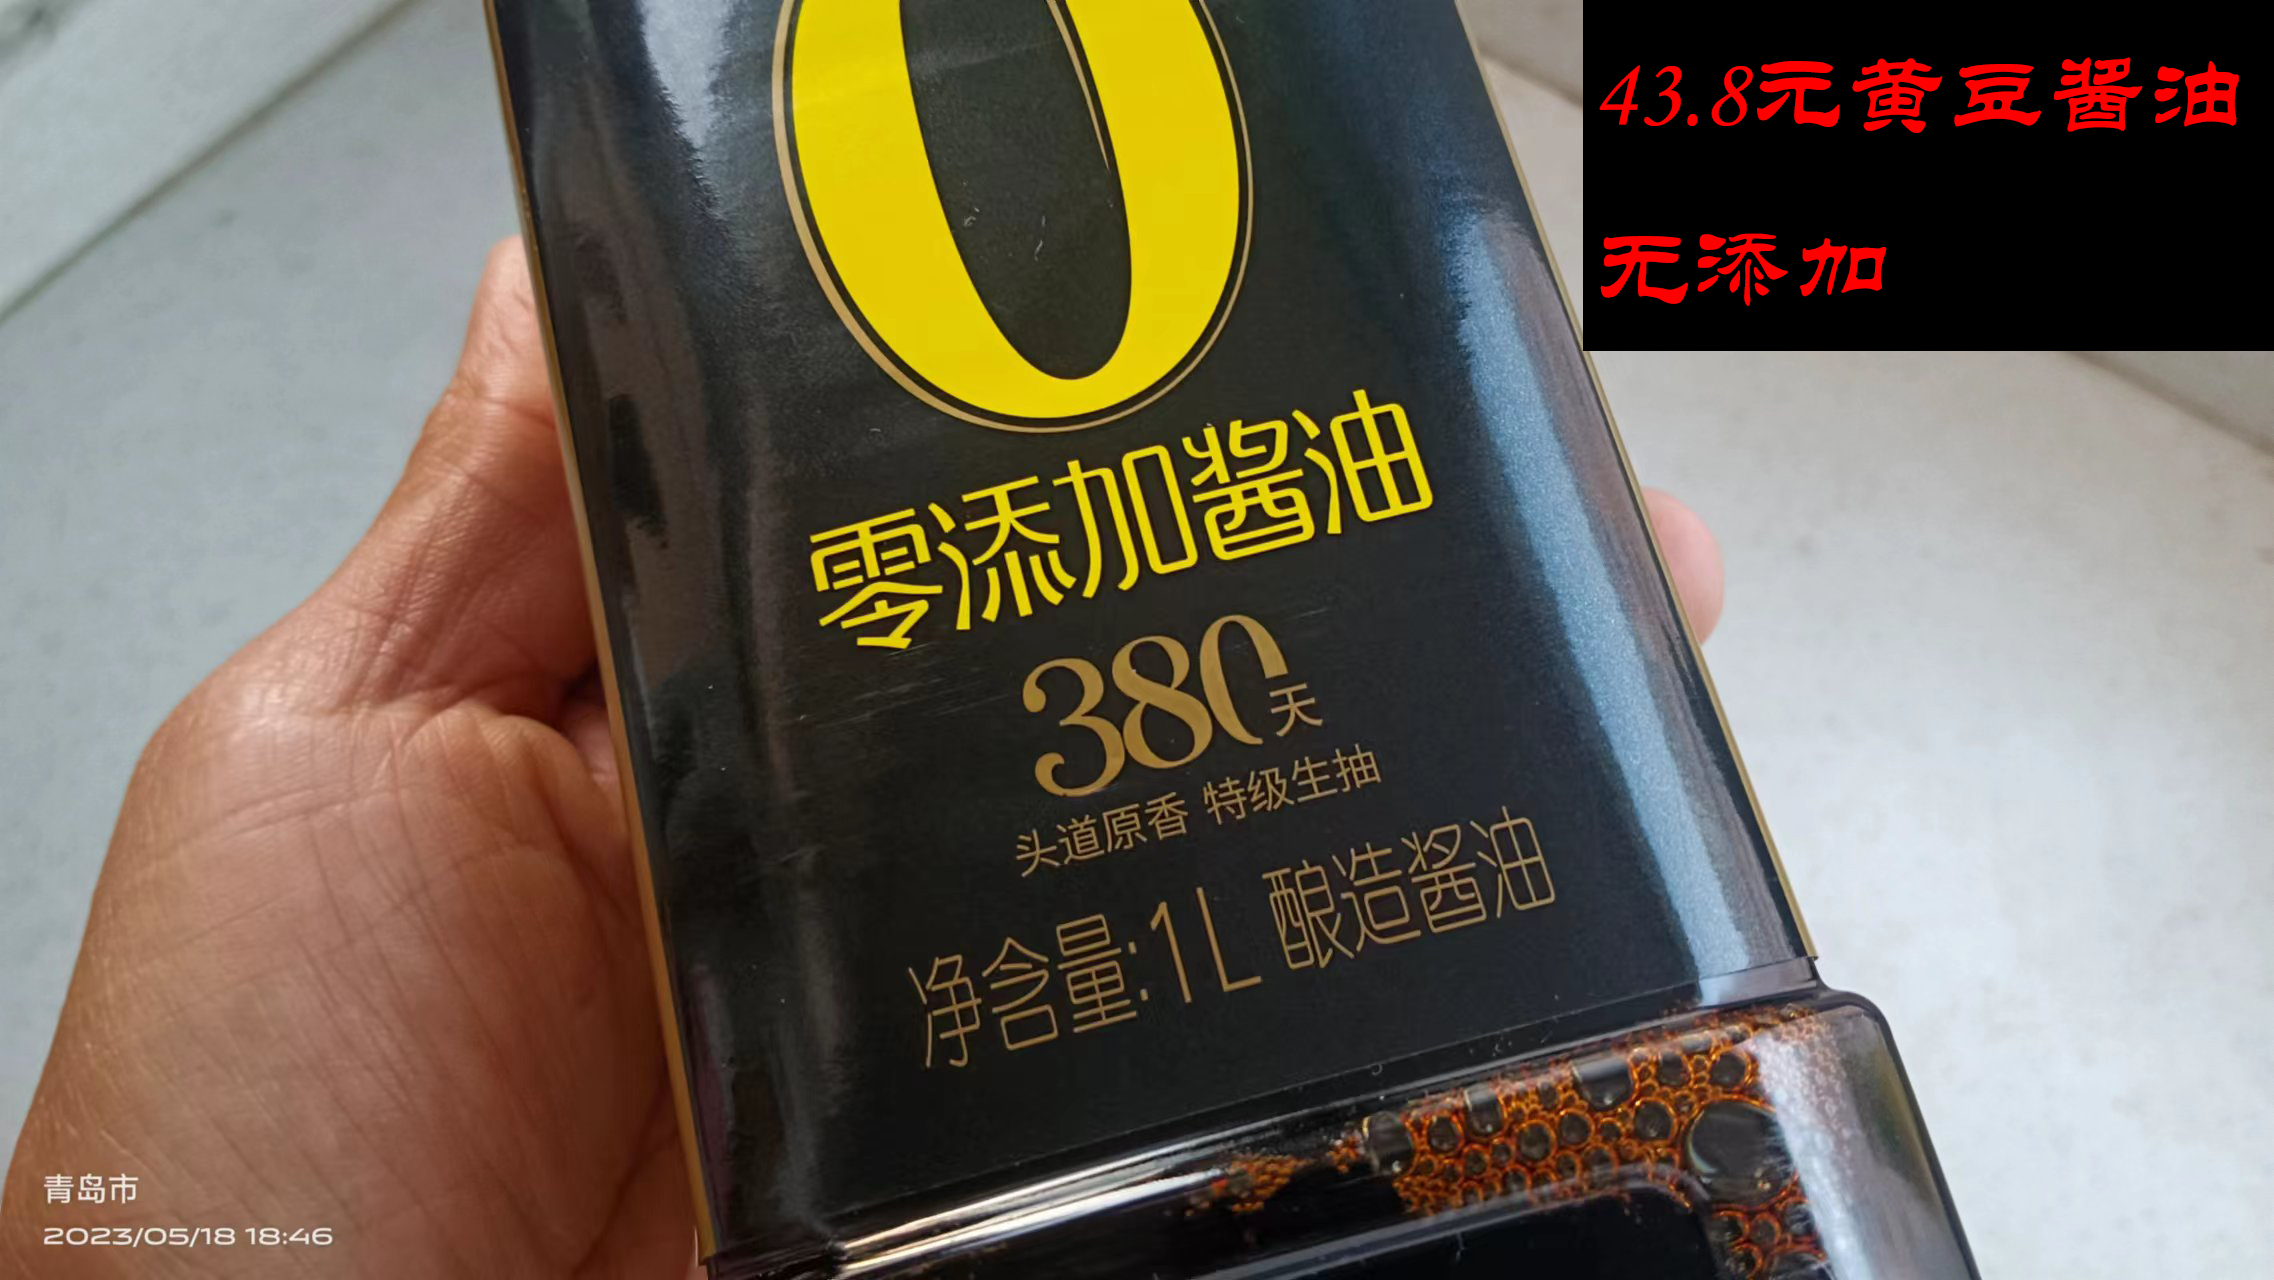 43.8元黄豆酱油
无添加
0
零添加酱油
380天
头道原香 特级生抽
净含量:1L 酿造酱油
青岛市
2023/05/18 18:46